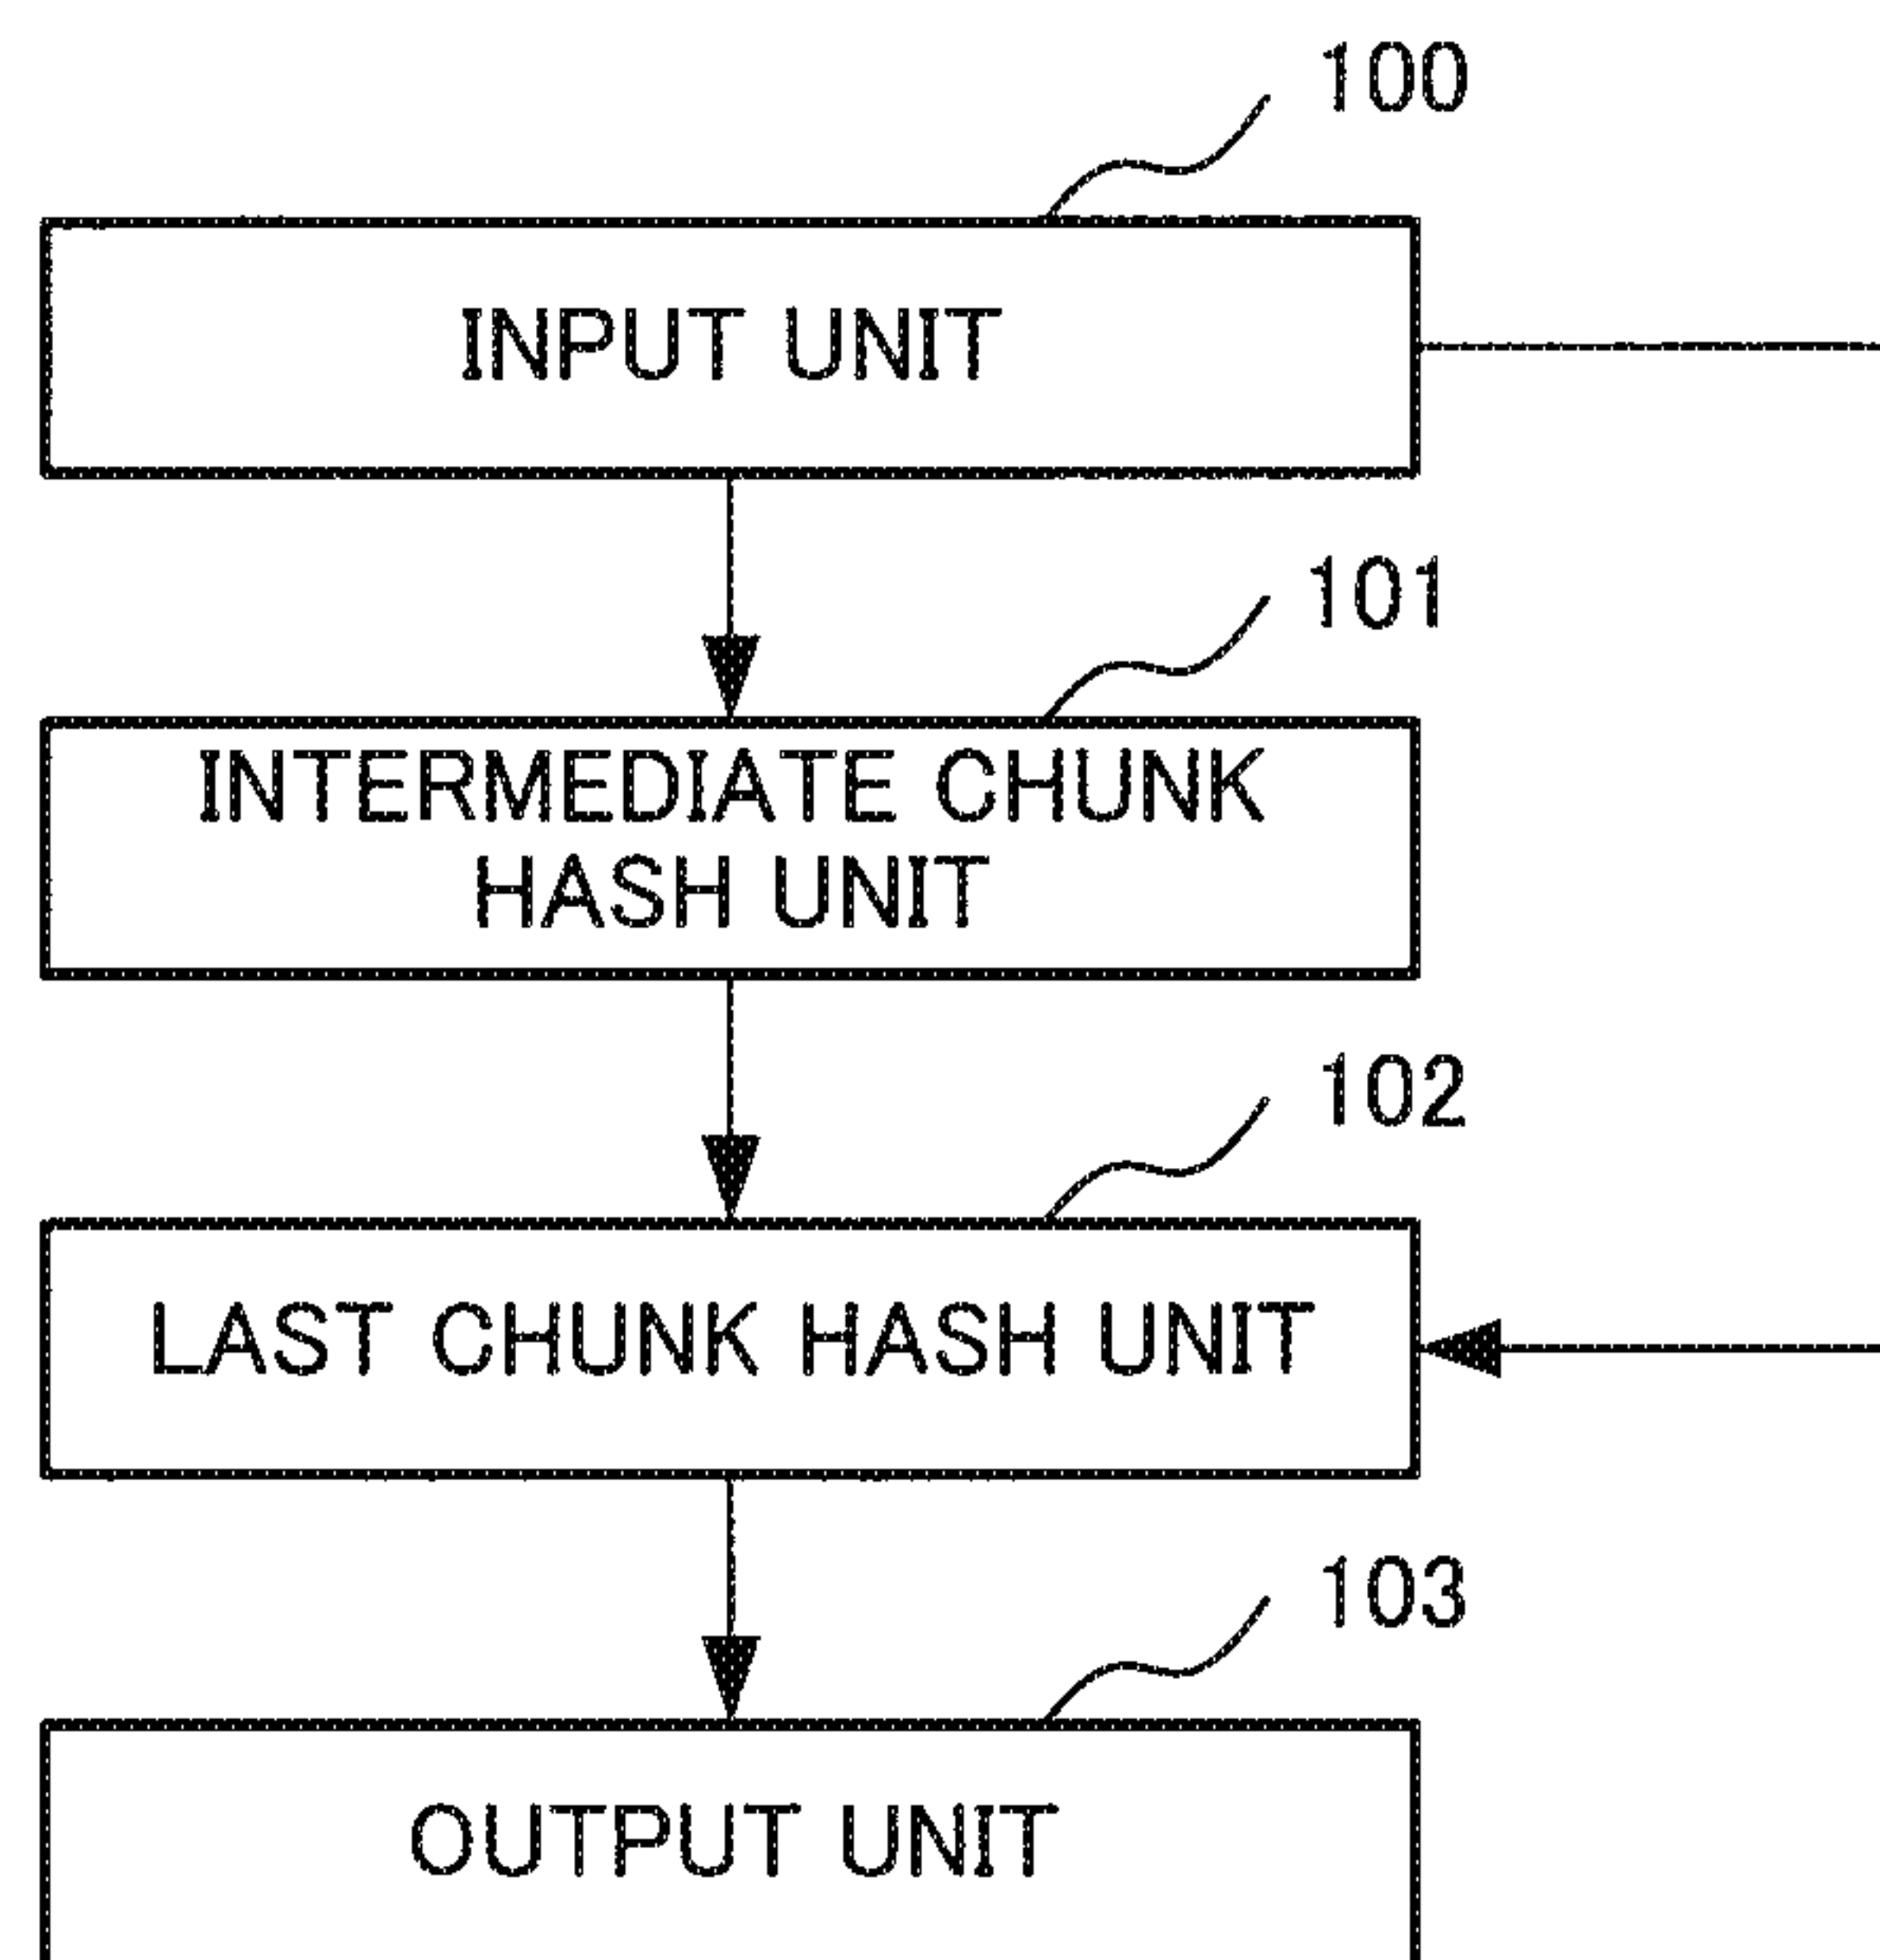 100
INPUT UNIT
101
INTERMEDIATE CHUNK
HASH UNIT
102
LAST CHUNK HASH UNIT
103
OUTPUT UNIT